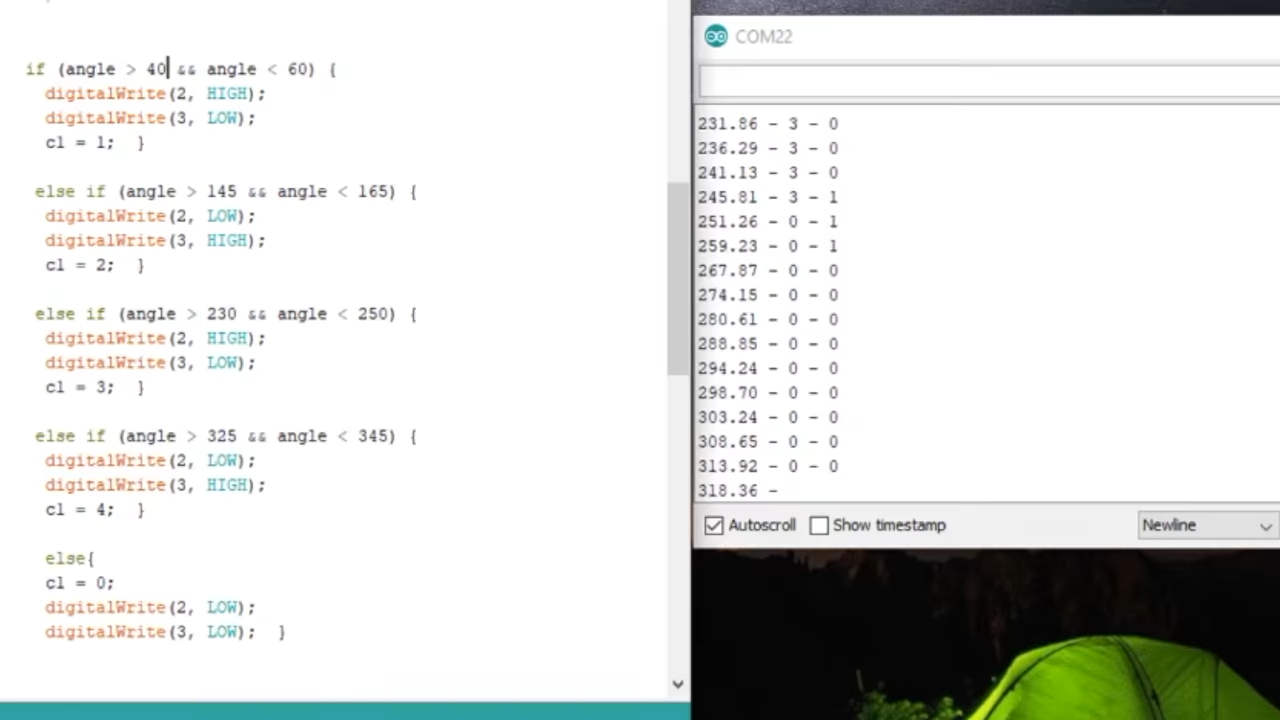 if (angle > 40 && angle < 60) {
digitalWrite(2, HIGH);
digitalWrite(3, LOW);
cl = 1;  }
else if (angle > 145 && angle < 165) {
digitalWrite(2, LOW);
digitalWrite(3, HIGH);
cl = 2;  }
else if (angle > 230 && angle < 250) {
digitalWrite(2, HIGH);
digitalWrite(3, LOW);
cl = 3;  }
else if (angle > 325 && angle < 345) {
digitalWrite(2, LOW);
digitalWrite(3, HIGH);
cl = 4;  }
else{
cl = 0;
digitalWrite(2, LOW);
digitalWrite(3, LOW);  }
COM22
231.86 - 3 - 0
236.29 - 3 - 0
241.13 - 3 - 0
245.81 - 3 - 1
251.26 - 0 - 1
259.23 - 0 - 1
267.87 - 0 - 0
274.15 - 0 - 0
280.61 - 0 - 0
288.85 - 0 - 0
294.24 - 0 - 0
298.70 - 0 - 0
303.24 - 0 - 0
308.65 - 0 - 0
313.92 - 0 - 0
318.36 -
Autoscroll Show timestamp Newline